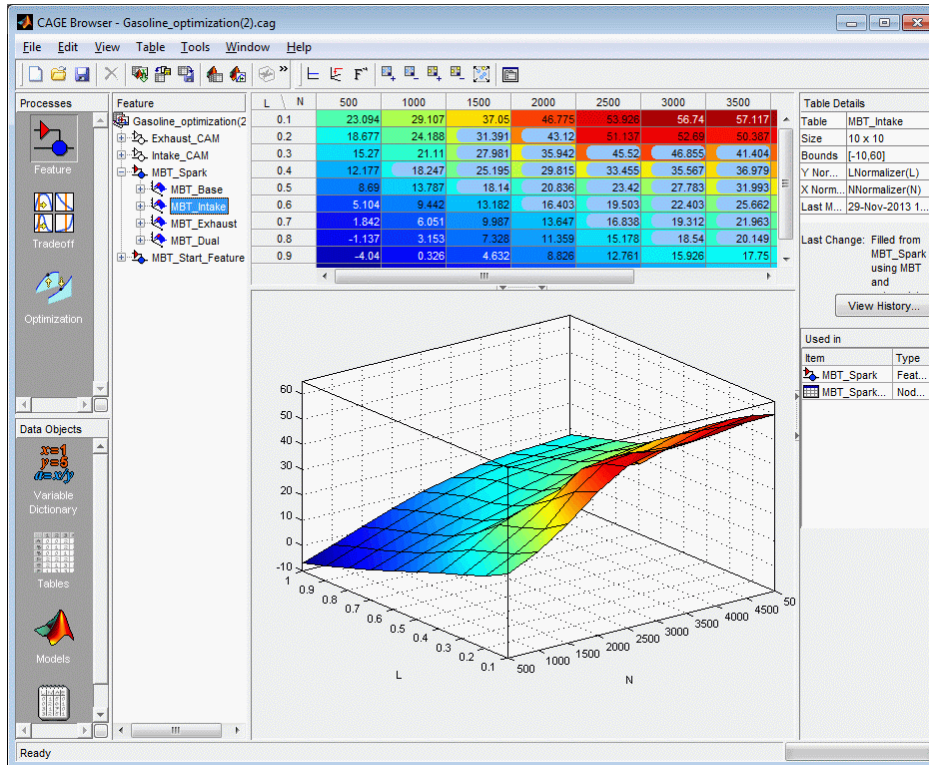 CAGE Browser - Gasoline_optimization(2).cag
File Edit View Table Tools Window Help
Processes
Feature
Tradeoff
Optimization
Data Objects
x=1
y=5
a=x/y
Variable
Dictionary
Tables
Models
Feature
Gasoline_optimization(2
Exhaust_CAM
Intake_CAM
MBT_Spark
MBT_Base
MBT_Intake
MBT_Exhaust
MBT_Dual
MBT_Start_Feature
L \ N 500 1000 1500 2000 2500 3000 3500
0.1 23.094 29.107 37.05 46.775 53.926 56.74 57.117
0.2 18.677 24.188 31.391 43.12 51.137 52.69 50.387
0.3 15.27 21.11 27.981 35.942 45.52 46.855 41.404
0.4 12.177 18.247 25.195 29.815 33.455 35.567 36.979
0.5 8.69 13.787 18.14 20.836 23.42 27.783 31.993
0.6 5.104 9.442 13.182 16.403 19.503 22.403 25.662
0.7 1.842 6.051 9.987 13.647 16.838 19.312 21.963
0.8 -1.137 3.153 7.328 11.359 15.178 18.54 20.149
0.9 -4.04 0.326 4.632 8.826 12.761 15.926 17.75
60
50
40
30
20
10
0
-10
1
0.9
0.8
0.7
0.6
0.5
0.4
0.3
0.2
0.1
L
500
1000
1500
2000
2500
3000
3500
4000
4500
50
N
Table Details
Table MBT_Intake
Size 10 x 10
Bounds [-10,60]
Y Nor... LNormalizer(L)
X Norm... NNormalizer(N)
Last M... 29-Nov-2013 1...
Last Change: Filled from
MBT_Spark
using MBT
and
View History...
Used in
Item Type
MBT_Spark Feat...
MBT_Spark... Nod...
Ready